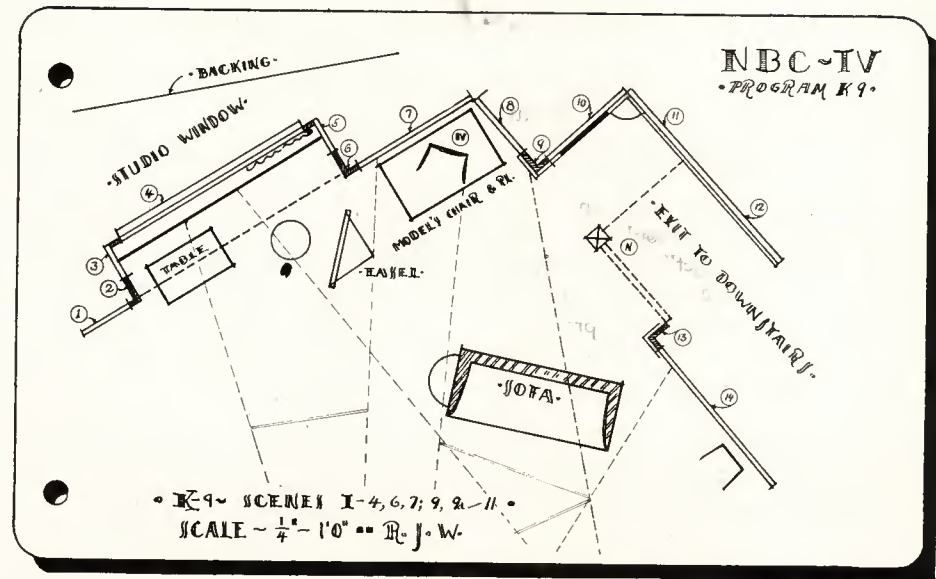 NBC~TV
• PROGRAM K9 •
• BACKING •
• STUDIO WINDOW •
5
7
8
10
11
6
IV
9
4
MODEL'S CHAIR & PL.
12
3
TABLE
• EASEL •
N
• EXIT TO DOWNSTAIRS •
2
1
13
• SOFA •
14
• K-9~ SCENES I-4, 6, 7; 9, &-11 •
SCALE ~ 1/4"~ 1'0" •• R. J. W.